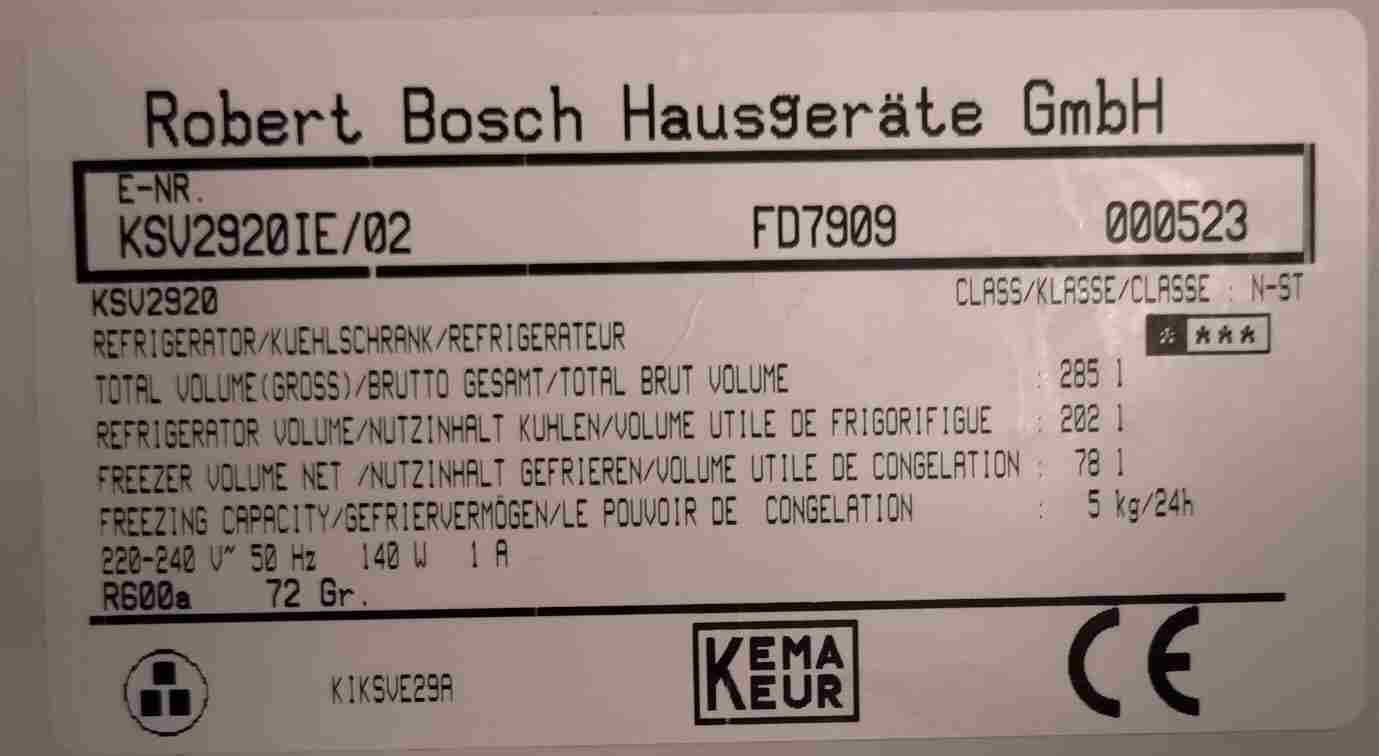 Robert Bosch Hausgeräte GmbH
E-NR.
KSV2920IE/02 FD7909 000523
KSV2920 CLASS/KLASSE/CLASSE : N-ST
REFRIGERATOR/KUEHLSCHRANK/REFRIGERATEUR * ***
TOTAL VOLUME(GROSS)/BRUTTO GESAMT/TOTAL BRUT VOLUME : 285 l
REFRIGERATOR VOLUME/NUTZINHALT KUHLEN/VOLUME UTILE DE FRIGORIFIGUE : 202 l
FREEZER VOLUME NET /NUTZINHALT GEFRIEREN/VOLUME UTILE DE CONGELATION : 78 l
FREEZING CAPACITY/GEFRIERVERMÖGEN/LE POUVOIR DE CONGELATION : 5 kg/24h
220-240 V~ 50 Hz 140 W 1 A
R600a 72 Gr.
KIKSVE29A KEMA EUR CE